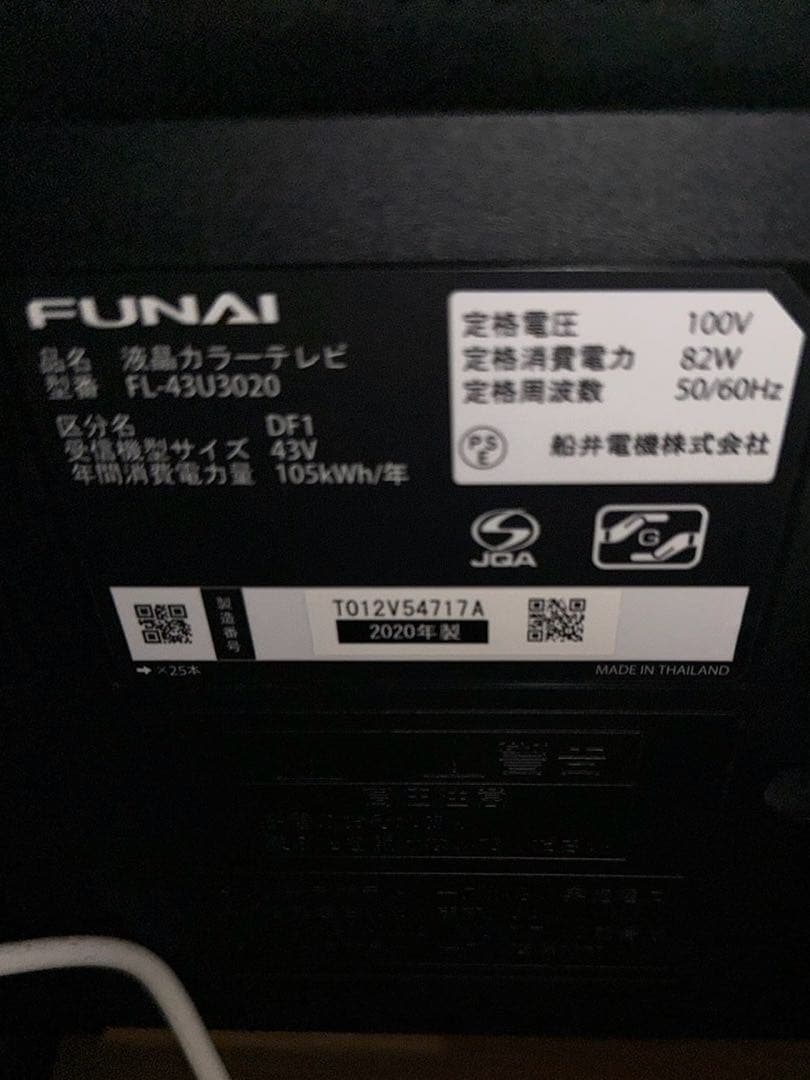 FUNAI
品名 液晶カラーテレビ
型番 FL-43U3020
区分名 DF1
受信機型サイズ 43V
年間消費電力量 105kWh/年
定格電圧 100V
定格消費電力 82W
定格周波数 50/60Hz
PSE 船井電機株式会社
JQA
G
製造番号
T012V54717A
2020年製
➔×25本
MADE IN THAILAND